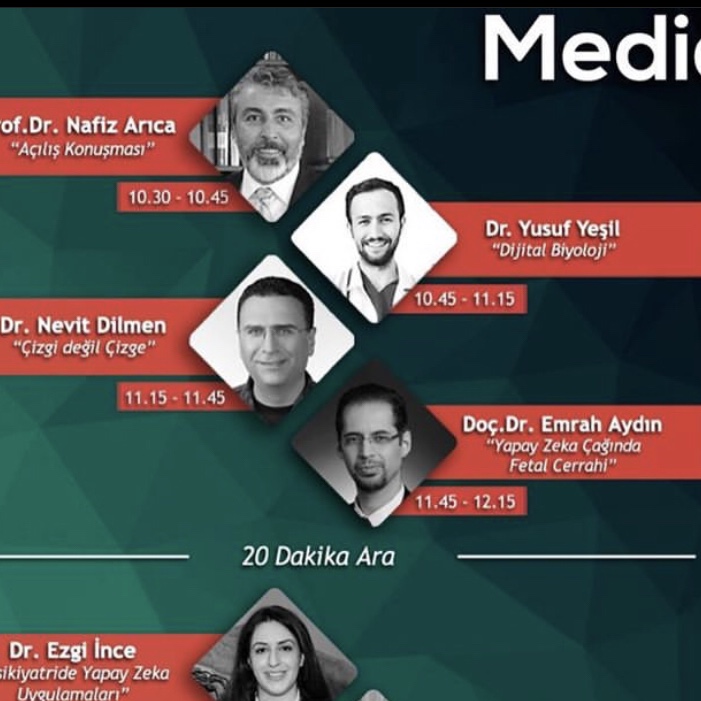 Medi
of.Dr. Nafiz Arıca
“Açılış Konuşması”
10.30 - 10.45
Dr. Yusuf Yeşil
“Dijital Biyoloji”
10.45 - 11.15
Dr. Nevit Dilmen
“Çizgi değil Çizge”
11.15 - 11.45
Doç.Dr. Emrah Aydın
“Yapay Zeka Çağında
Fetal Cerrahi”
11.45 - 12.15
20 Dakika Ara
Dr. Ezgi İnce
sikiyatride Yapay Zeka
Uygulamaları”